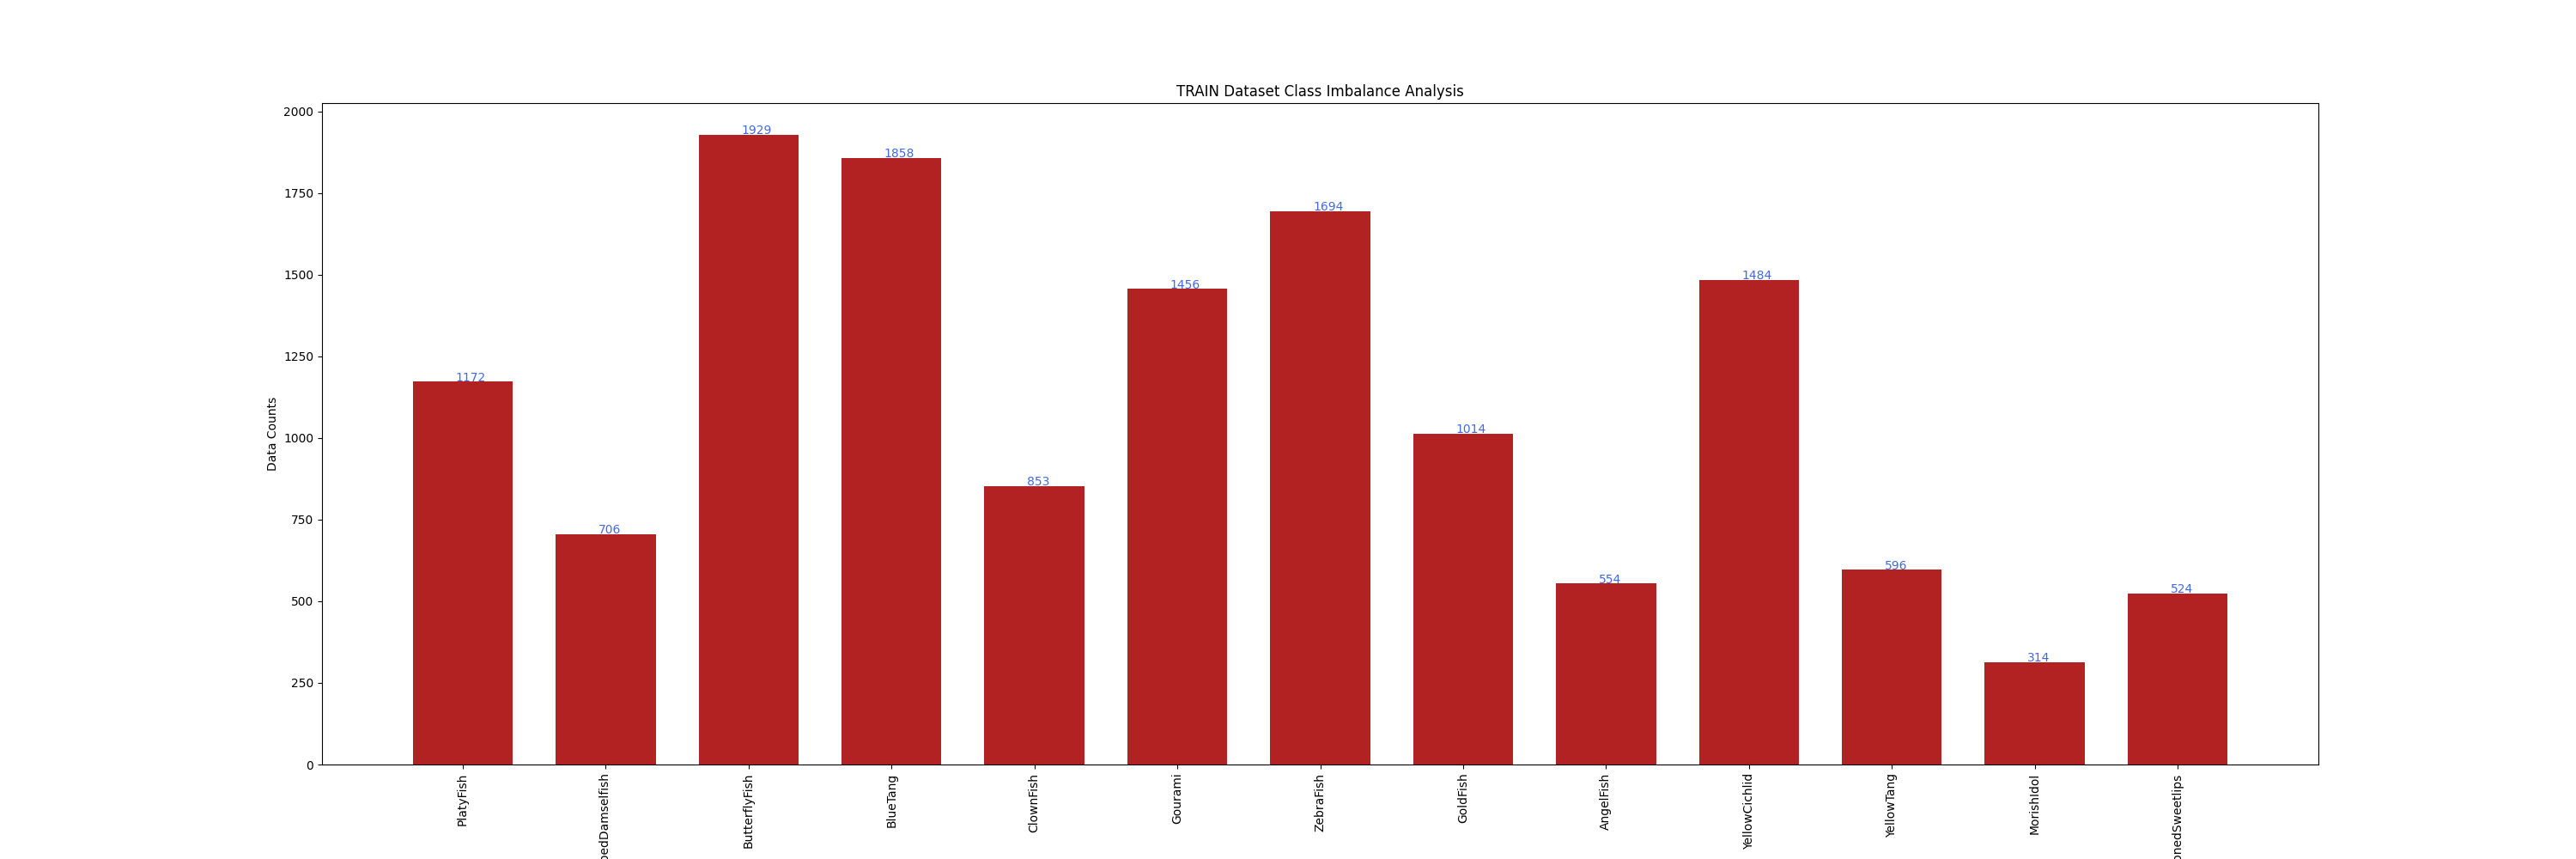 TRAIN Dataset Class Imbalance Analysis
2000
1750
1500
1250
1000
750
500
250
0
Data Counts
1172
706
1929
1858
853
1456
1694
1014
554
1484
596
314
524
PlatyFish
pedDamselfish
ButterflyFish
BlueTang
ClownFish
Gourami
ZebraFish
GoldFish
AngelFish
YellowCichlid
YellowTang
MorishIdol
onedSweetlips